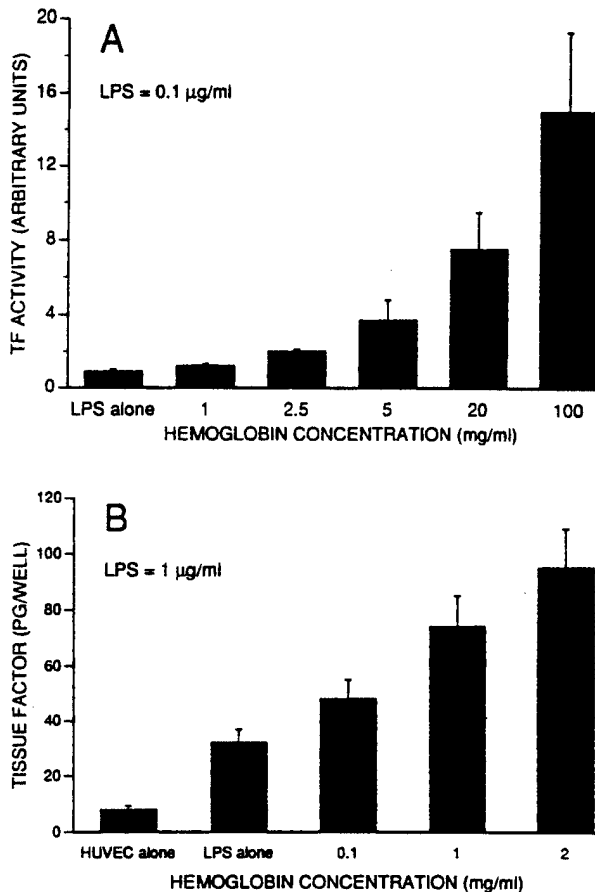 A
LPS = 0.1 µg/ml
TF ACTIVITY (ARBITRARY UNITS)
20
16
12
8
4
0
LPS alone 1 2.5 5 20 100
HEMOGLOBIN CONCENTRATION (mg/ml)
B
LPS = 1 µg/ml
TISSUE FACTOR (PG/WELL)
120
100
80
60
40
20
0
HUVEC alone LPS alone 0.1 1 2
HEMOGLOBIN CONCENTRATION (mg/ml)